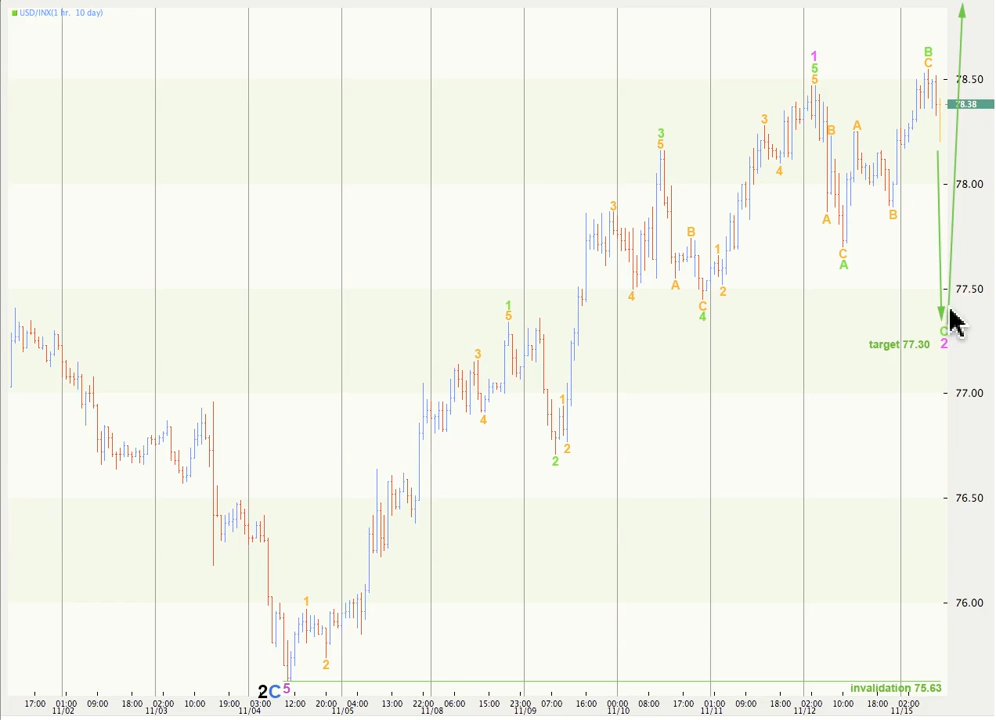 USD/INX(1 hr. 10 day)
1
5
5
B
C
78.50
78.38
3
5
3
4
B
A
78.00
3
A
B
B
A
C
A
4
A
C
4
1
2
77.50
1
5
C
target 77.30 2
3
4
1
2
2
77.00
76.50
76.00
1
2
2C5
invalidation 75.63
17:00 01:00 09:00 17:00 02:00 10:00 19:00 03:00 12:00 20:00 04:00 13:00 22:00 06:00 14:00 23:00 07:00 16:00 00:00 08:00 17:00 01:00 09:00 18:00 02:00 10:00 18:00 02:00
11/02 11/03 11/04 11/05 11/08 11/09 11/10 11/11 11/12 11/15